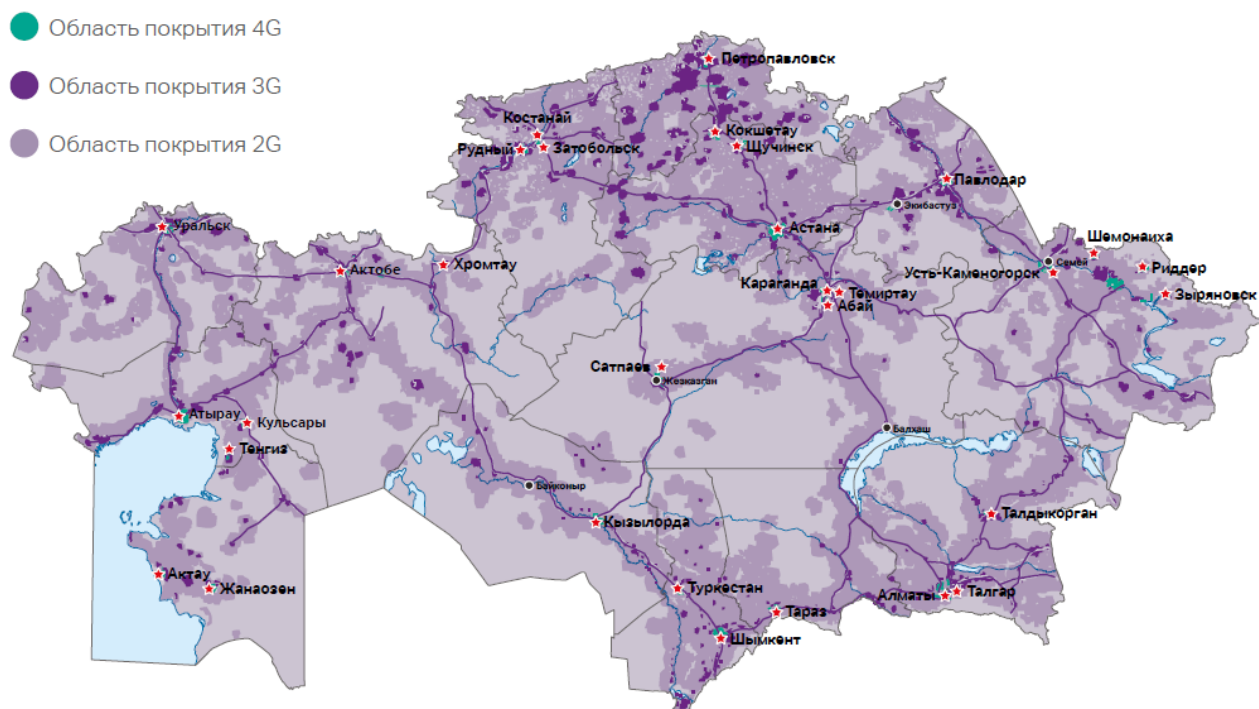 Область покрытия 4G
Область покрытия 3G
Область покрытия 2G
Петропавловск
Костанай
Кокшетау
Рудный
Затобольск
Щучинск
Павлодар
Экибастуз
Уральск
Астана
Шемонаиха
Актобе
Хромтау
Семей
Усть-Каменогорск
Риддер
Караганда
Темиртау
Зыряновск
Абай
Сатпаев
Жезказган
Атырау
Кульсары
Балхаш
Тенгиз
Байконыр
Кызылорда
Талдыкорган
Актау
Жанаозен
Туркестан
Алматы
Талгар
Тараз
Шымкент